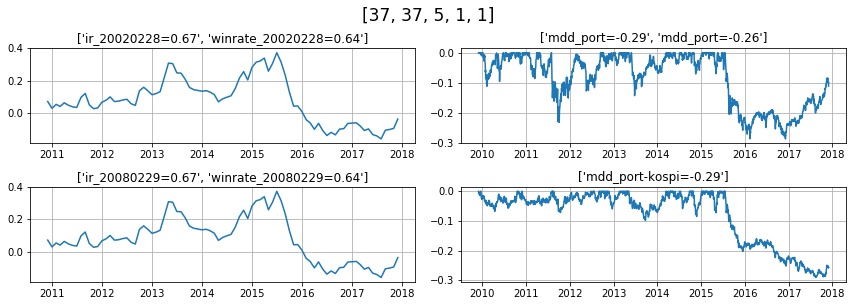 [37, 37, 5, 1, 1]
['ir_20020228=0.67', 'winrate_20020228=0.64']
0.4
0.2
0.0
2011 2012 2013 2014 2015 2016 2017 2018
['mdd_port=-0.29', 'mdd_port=-0.26']
0.0
−0.1
−0.2
−0.3
2010 2011 2012 2013 2014 2015 2016 2017 2018
['ir_20080229=0.67', 'winrate_20080229=0.64']
0.4
0.2
0.0
2011 2012 2013 2014 2015 2016 2017 2018
['mdd_port-kospi=-0.29']
0.0
−0.1
−0.2
−0.3
2010 2011 2012 2013 2014 2015 2016 2017 2018